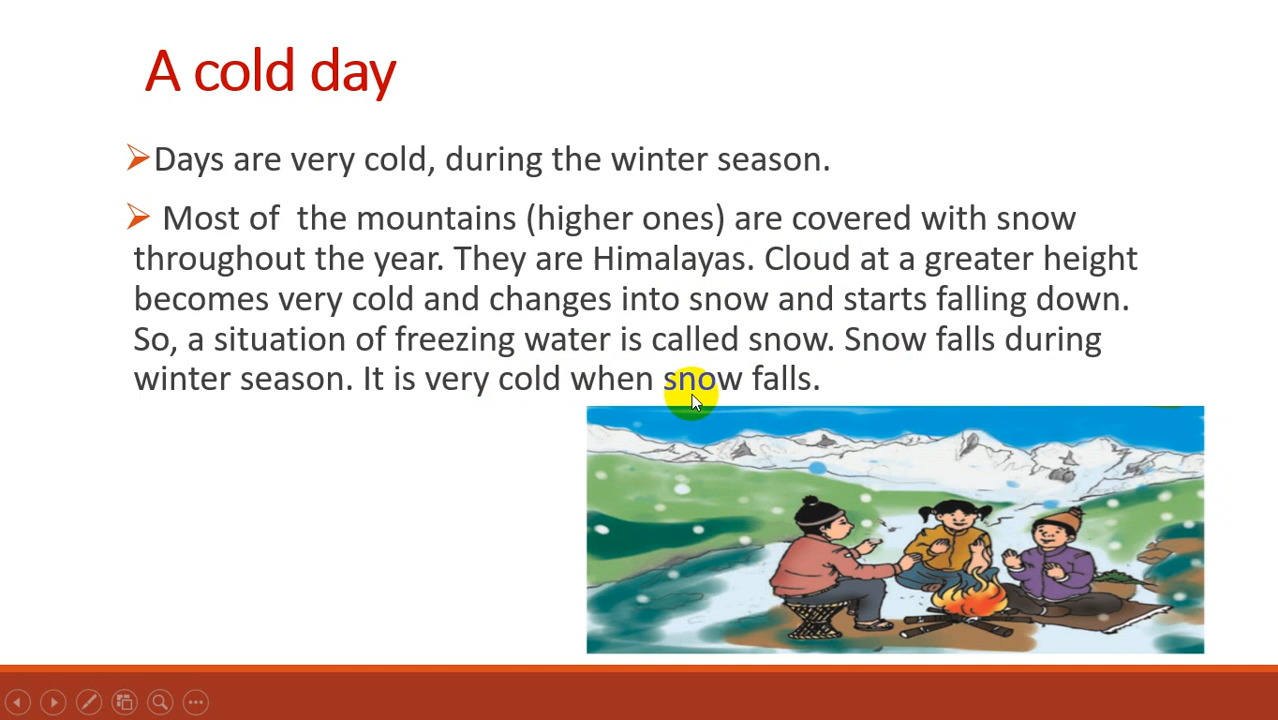 A cold day
Days are very cold, during the winter season.
Most of the mountains (higher ones) are covered with snow
throughout the year. They are Himalayas. Cloud at a greater height
becomes very cold and changes into snow and starts falling down.
So, a situation of freezing water is called snow. Snow falls during
winter season. It is very cold when snow falls.